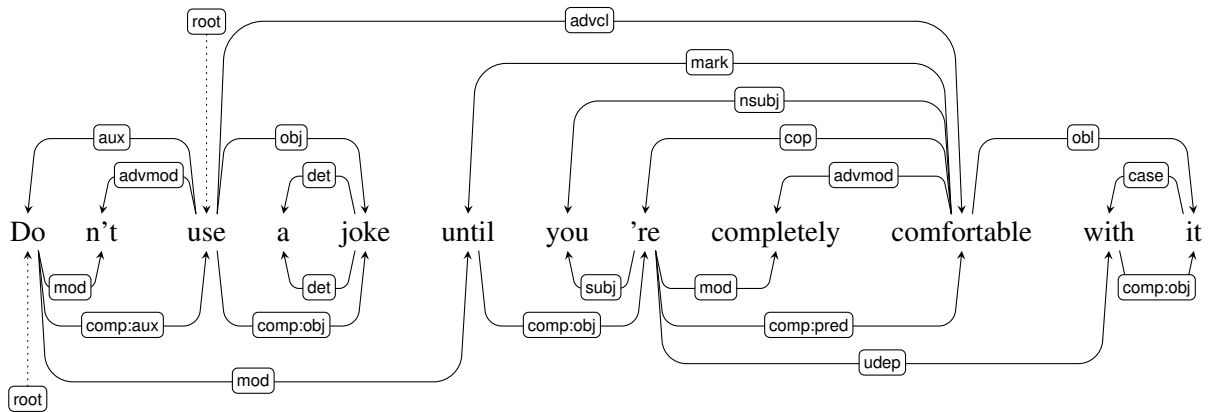 root advcl
mark
nsubj
aux obj cop obl
advmod det advmod case
Do n't use a joke until you 're completely comfortable with it
mod det subj mod comp:obj
comp:aux comp:obj comp:obj comp:pred
udep
mod
root